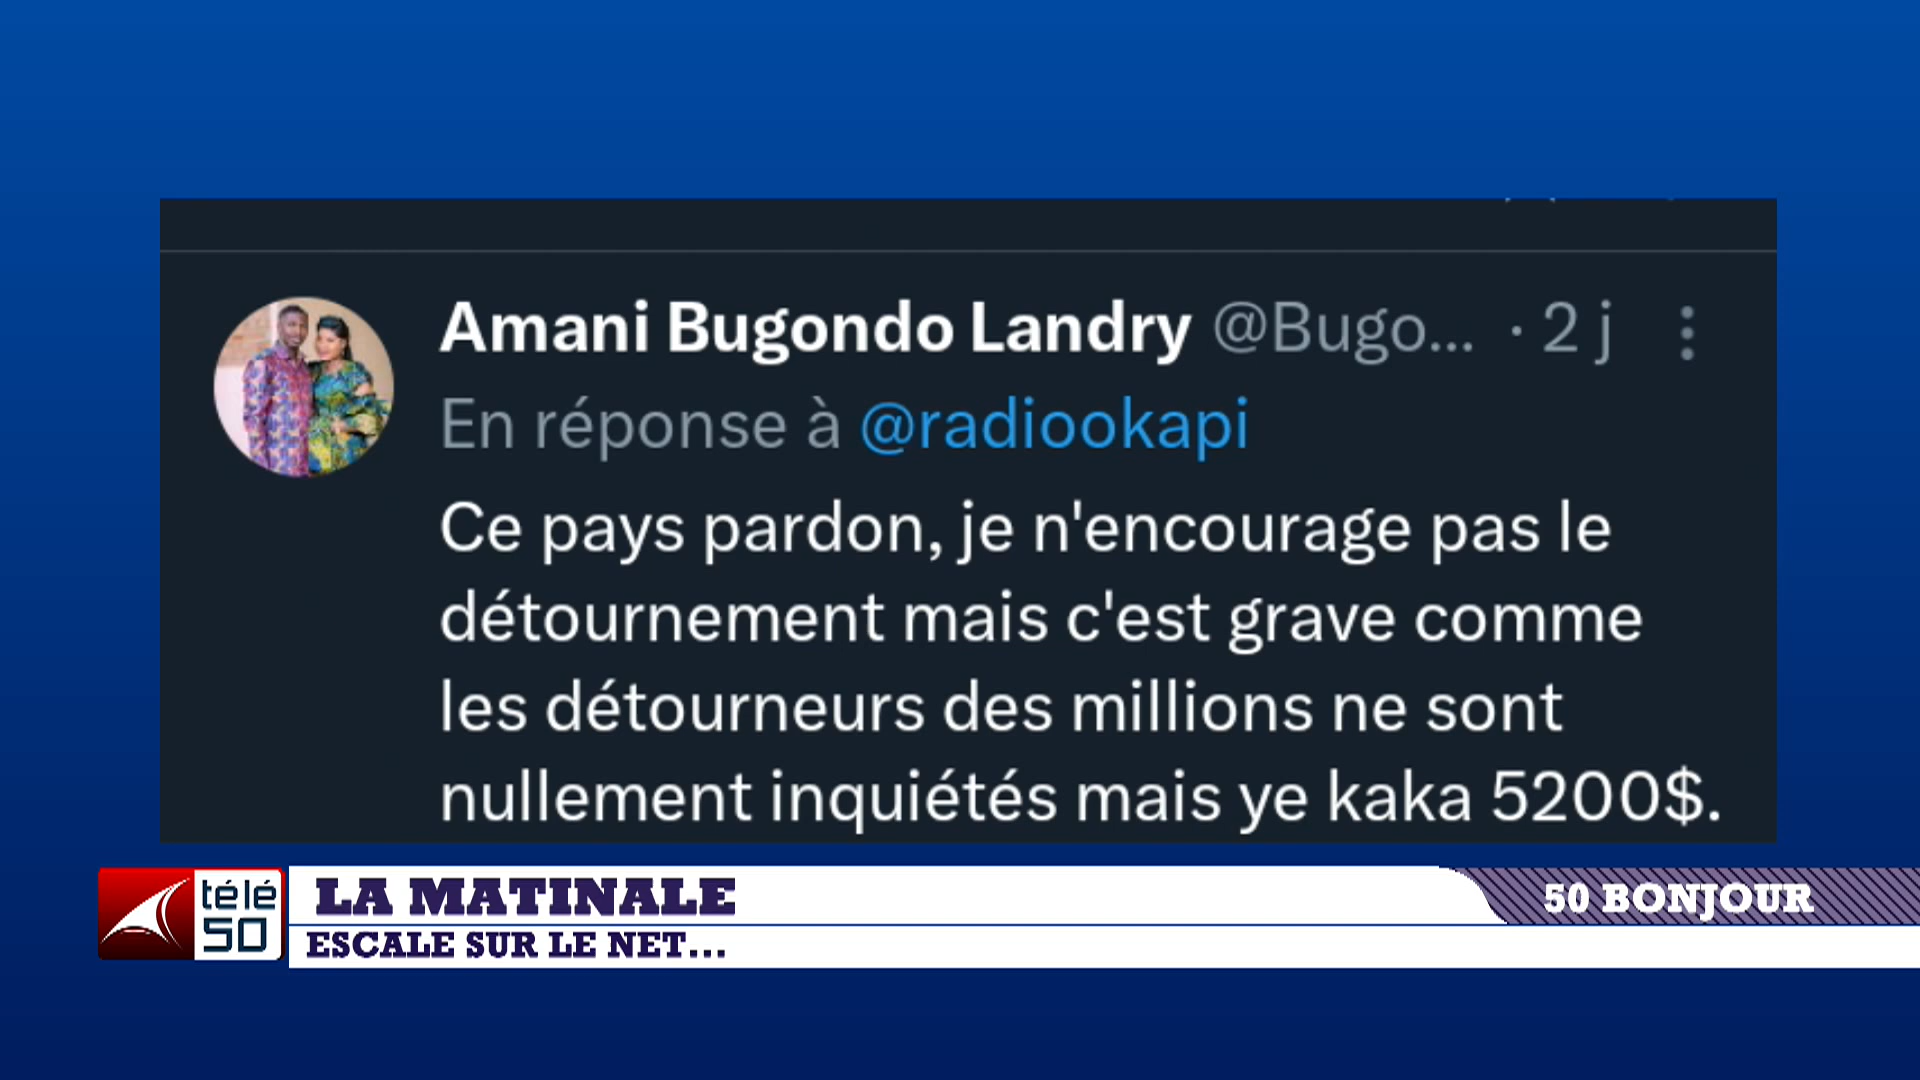 Amani Bugondo Landry @Bugo... · 2 j
En réponse à @radiookapi
Ce pays pardon, je n'encourage pas le
détournement mais c'est grave comme
les détourneurs des millions ne sont
nullement inquiétés mais ye kaka 5200$.
télé
50
LA MATINALE
50 BONJOUR
ESCALE SUR LE NET...